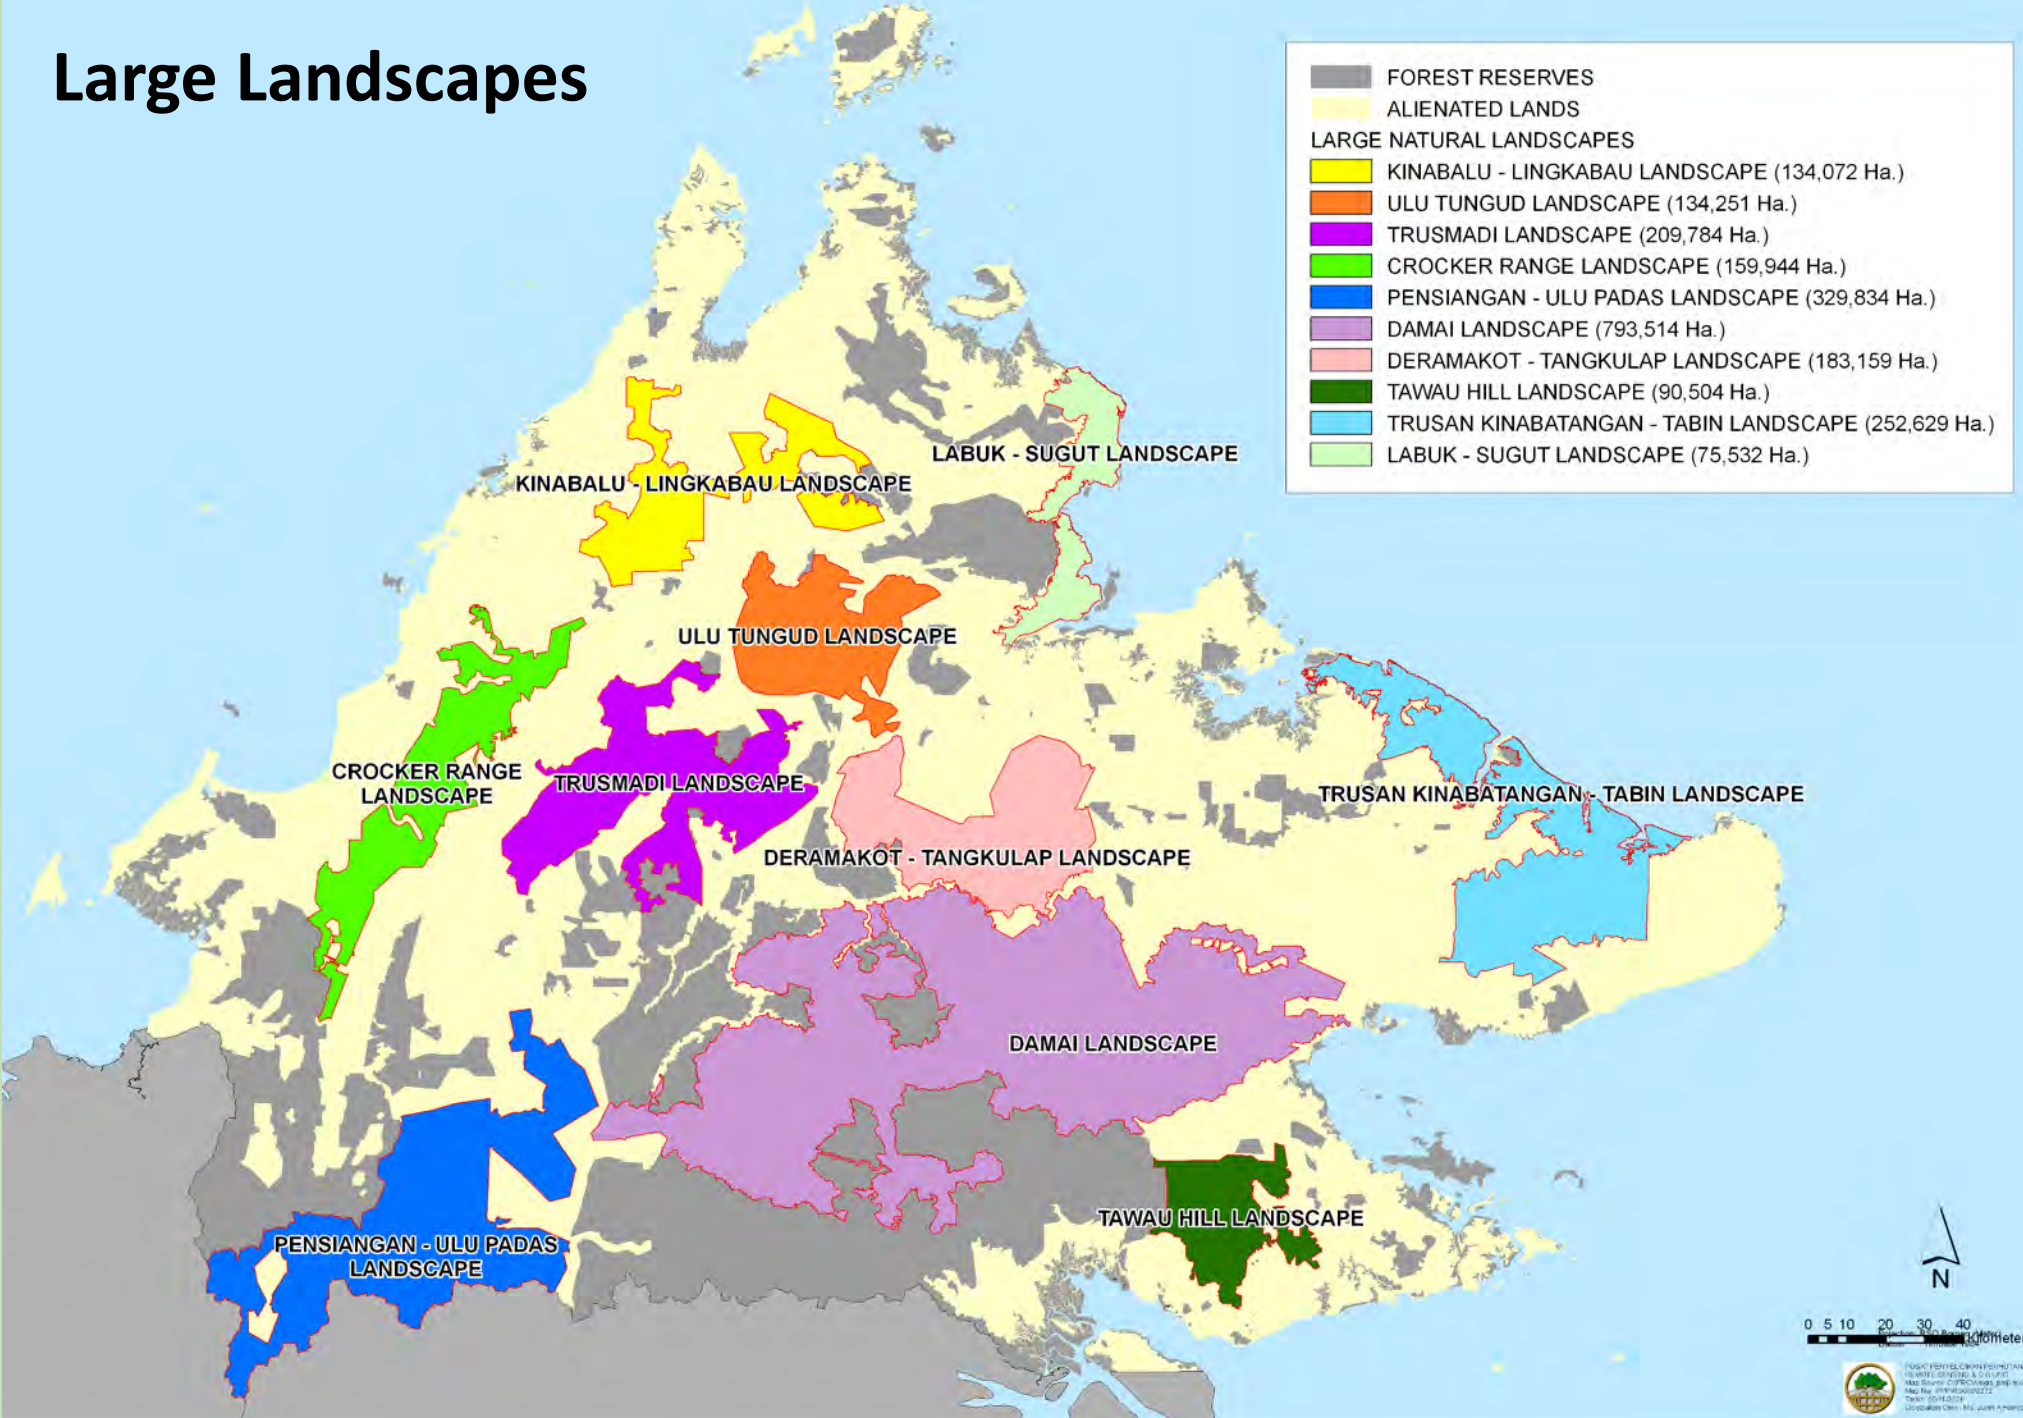 Large Landscapes
FOREST RESERVES
ALIENATED LANDS
LARGE NATURAL LANDSCAPES
KINABALU - LINGKABAU LANDSCAPE (134,072 Ha.)
ULU TUNGUD LANDSCAPE (134,251 Ha.)
TRUSMADI LANDSCAPE (209,784 Ha.)
CROCKER RANGE LANDSCAPE (159,944 Ha.)
PENSIANGAN - ULU PADAS LANDSCAPE (329,834 Ha.)
DAMAI LANDSCAPE (793,514 Ha.)
DERAMAKOT - TANGKULAP LANDSCAPE (183,159 Ha.)
TAWAU HILL LANDSCAPE (90,504 Ha.)
TRUSAN KINABATANGAN - TABIN LANDSCAPE (252,629 Ha.)
LABUK - SUGUT LANDSCAPE (75,532 Ha.)
LABUK - SUGUT LANDSCAPE
KINABALU - LINGKABAU LANDSCAPE
ULU TUNGUD LANDSCAPE
CROCKER RANGE
LANDSCAPE
TRUSMADI LANDSCAPE
TRUSAN KINABATANGAN - TABIN LANDSCAPE
DERAMAKOT - TANGKULAP LANDSCAPE
DAMAI LANDSCAPE
TAWAU HILL LANDSCAPE
PENSIANGAN - ULU PADAS
LANDSCAPE
N
0 5 10 20 30 40